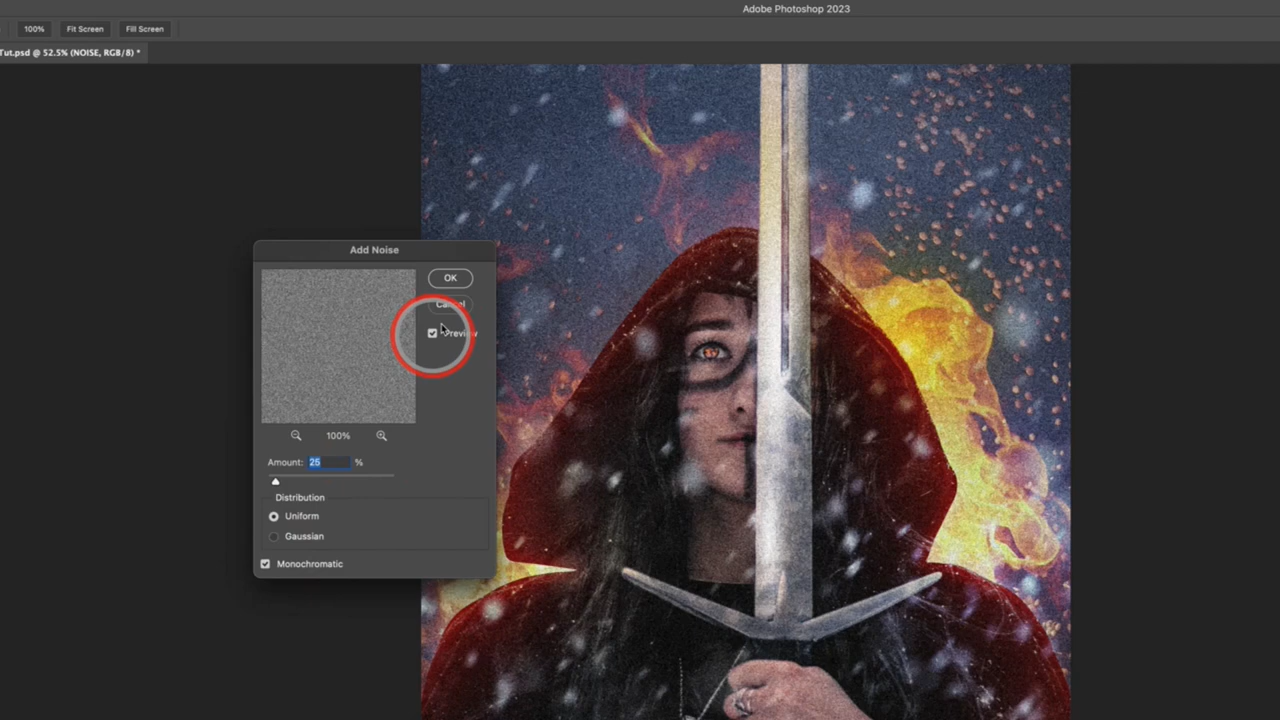 Adobe Photoshop 2023
100% Fit Screen Fill Screen
Tut.psd @ 52.5% (NOISE, RGB/8) *
Add Noise
OK
Cancel
Preview
100%
Amount: 25 %
Distribution
Uniform
Gaussian
Monochromatic